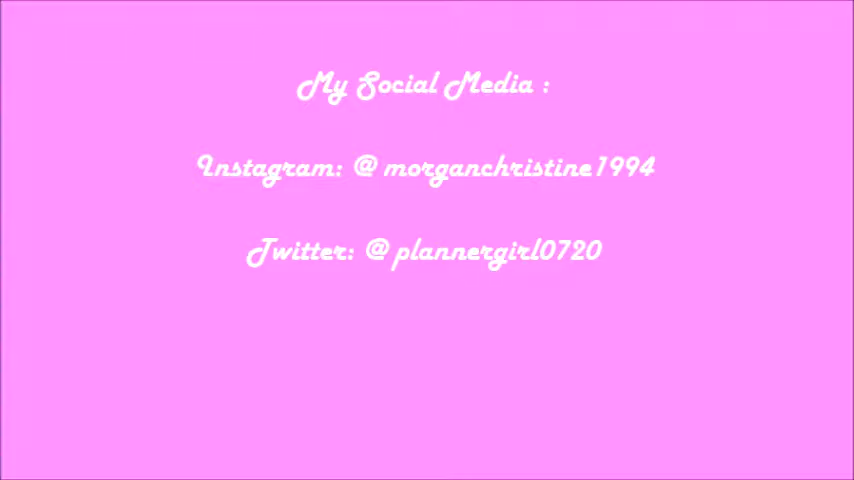 My Social Media :
Instagram: @ morganchristine1994
Twitter: @ plannergirl0720